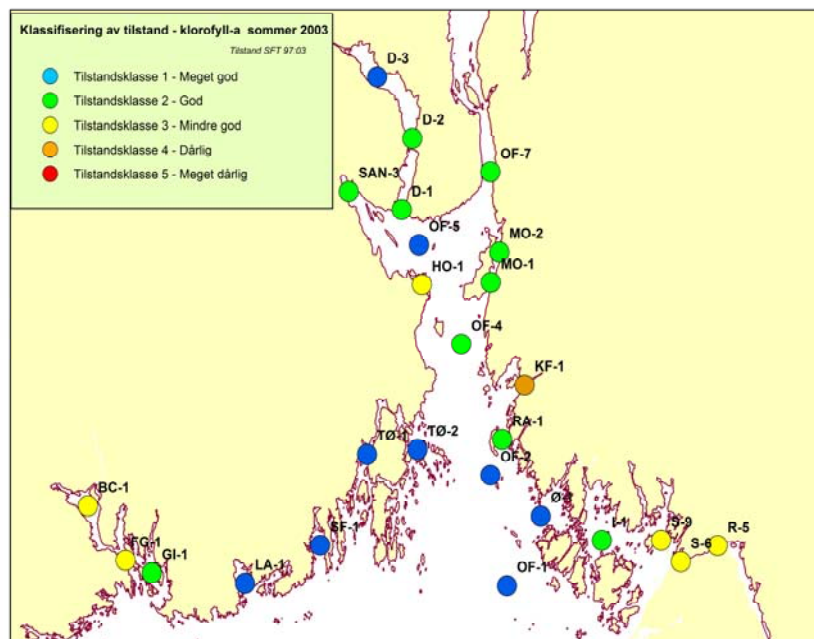 Klassifisering av tilstand - klorofyll-a sommer 2003
Tilstand SFT 97:03
Tilstandsklasse 1 - Meget god
Tilstandsklasse 2 - God
Tilstandsklasse 3 - Mindre god
Tilstandsklasse 4 - Dårlig
Tilstandsklasse 5 - Meget dårlig
D-3
D-2
OF-7
SAN-3
D-1
OF-5
MO-2
HO-1
MO-1
OF-4
KF-1
RA-1
TØ-1
TØ-2
OF-2
BC-1
Ø-1
I-1
S-9
R-5
SF-1
S-6
FG-1
GI-1
LA-1
OF-1